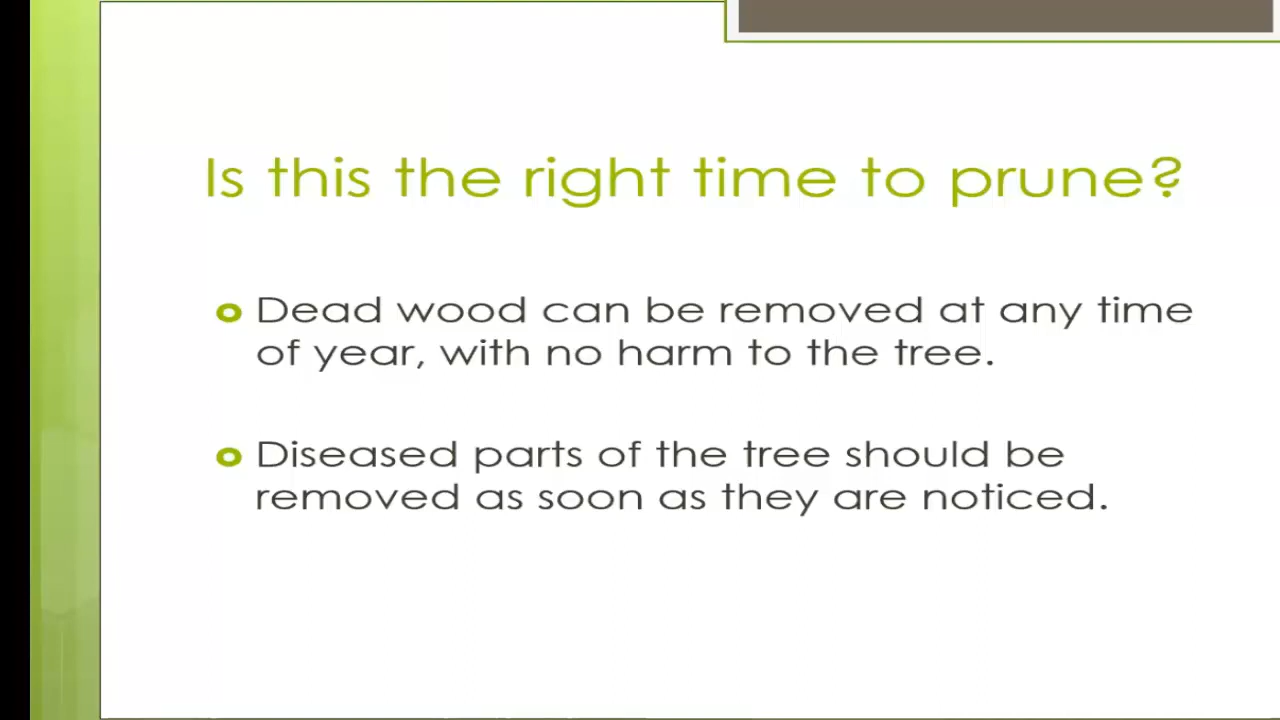 Is this the right time to prune?
Dead wood can be removed at any time
of year, with no harm to the tree.
Diseased parts of the tree should be
removed as soon as they are noticed.